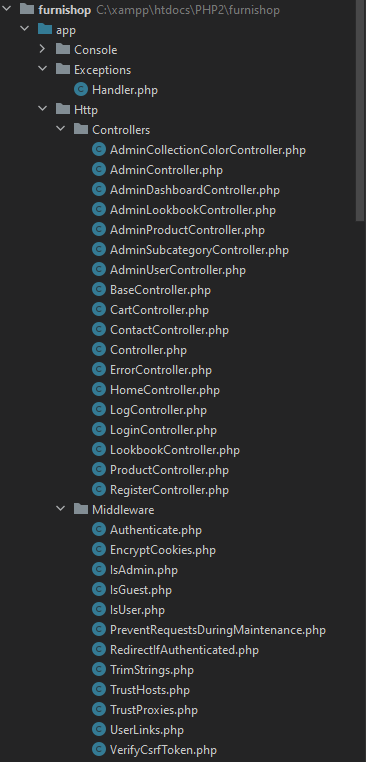 furnishop C:\xampp\htdocs\PHP2\furnishop
app
Console
Exceptions
Handler.php
Http
Controllers
AdminCollectionColorController.php
AdminController.php
AdminDashboardController.php
AdminLookbookController.php
AdminProductController.php
AdminSubcategoryController.php
AdminUserController.php
BaseController.php
CartController.php
ContactController.php
Controller.php
ErrorController.php
HomeController.php
LogController.php
LoginController.php
LookbookController.php
ProductController.php
RegisterController.php
Middleware
Authenticate.php
EncryptCookies.php
IsAdmin.php
IsGuest.php
IsUser.php
PreventRequestsDuringMaintenance.php
RedirectIfAuthenticated.php
TrimStrings.php
TrustHosts.php
TrustProxies.php
UserLinks.php
VerifyCsrfToken.php